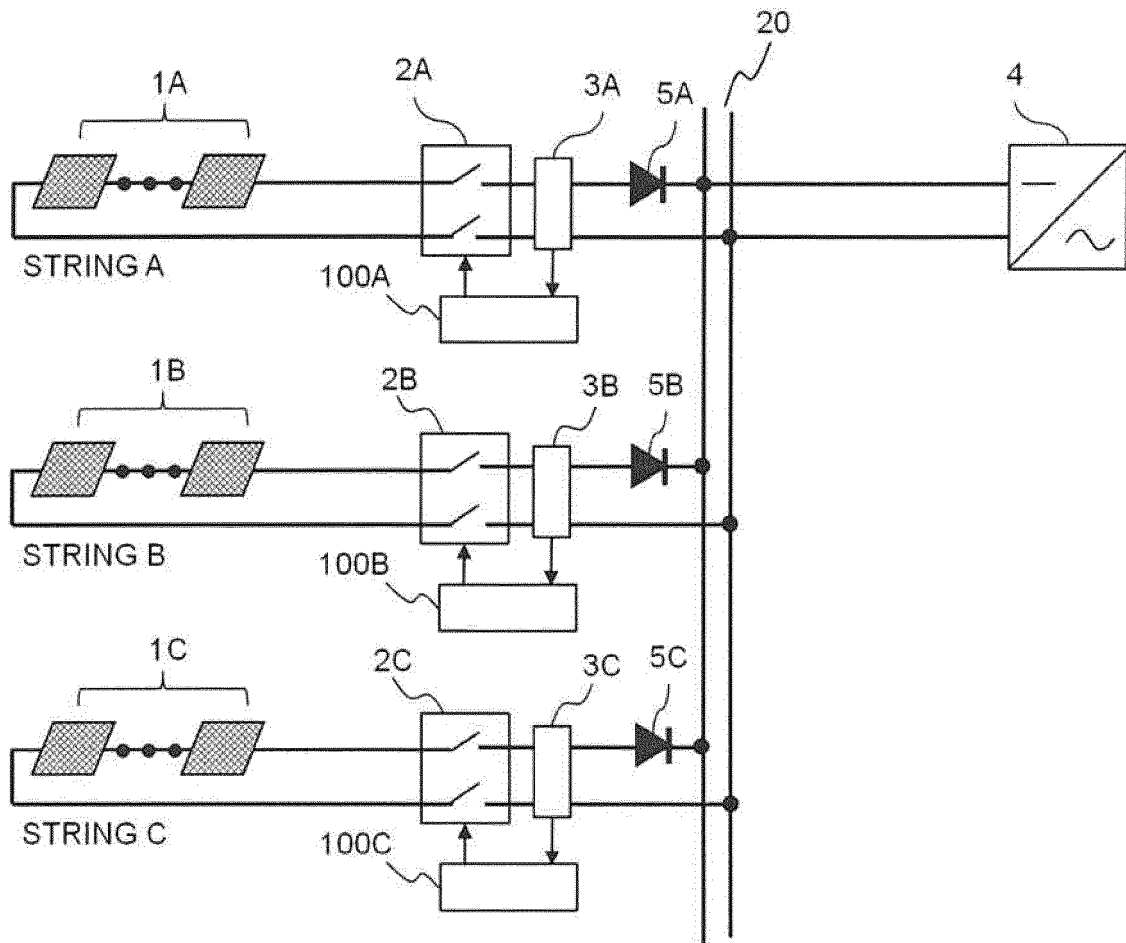 20
4
1A
2A
3A
5A
STRING A
100A
1B
2B
3B
5B
STRING B
100B
1C
2C
3C
5C
STRING C
100C